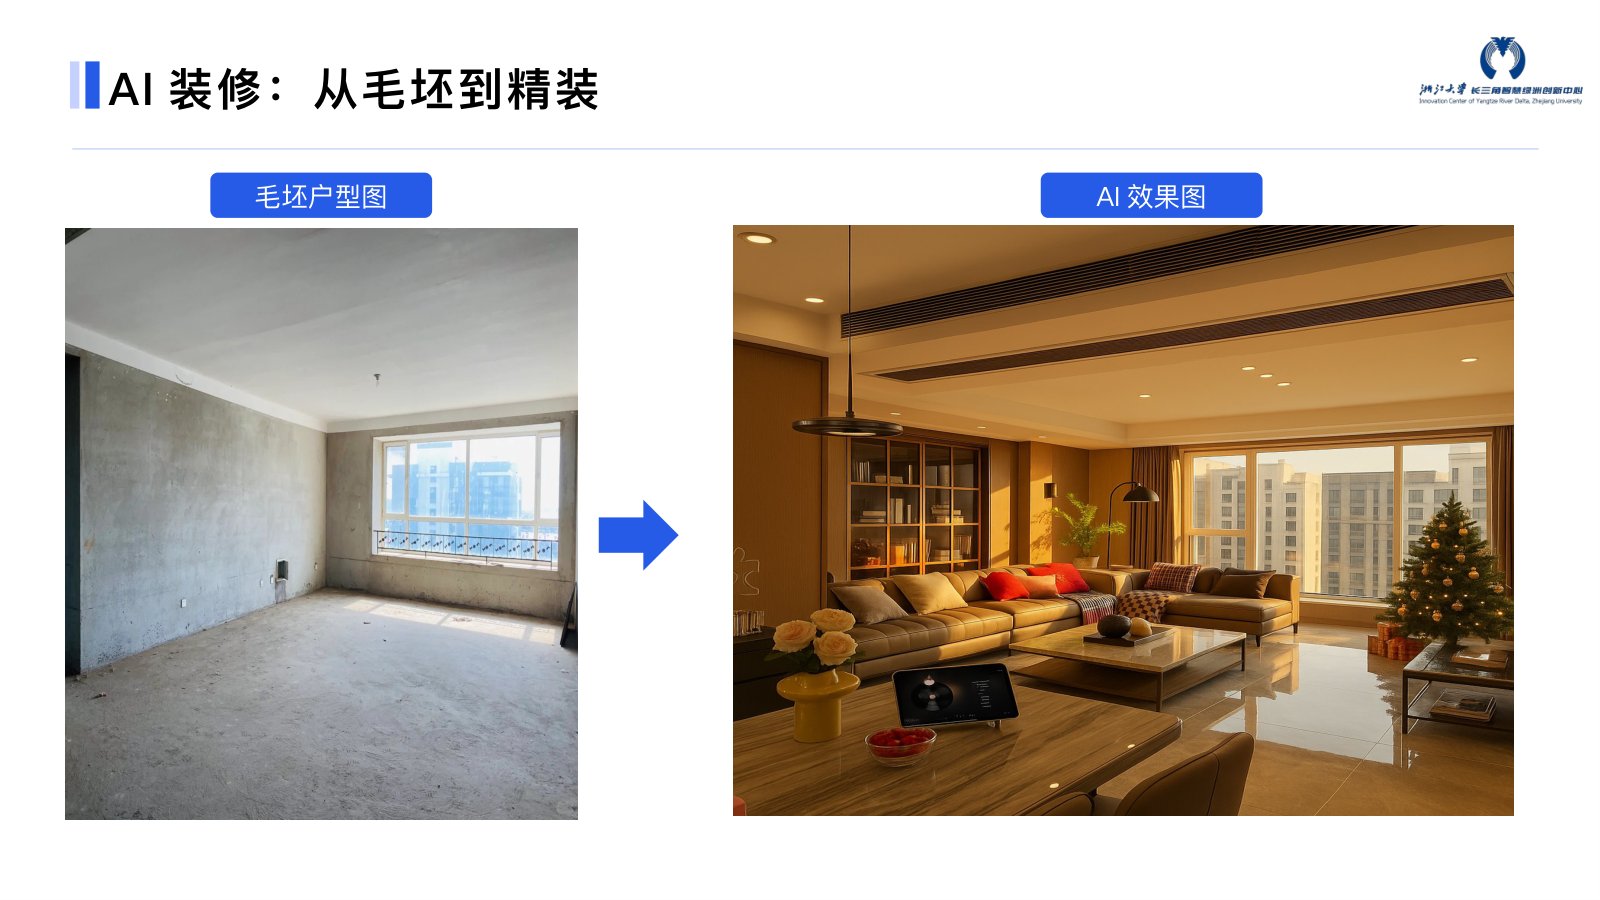 AI 装修：从毛坯到精装
浙江大学 长三角智慧绿洲创新中心
Innovation Center of Yangtze River Delta, Zhejiang University
毛坯户型图
AI 效果图